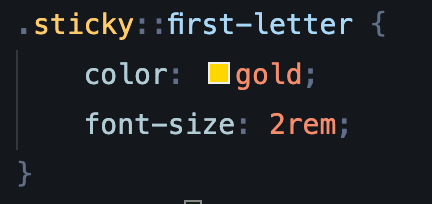 .sticky::first-letter {
    color: gold;
    font-size: 2rem;
}